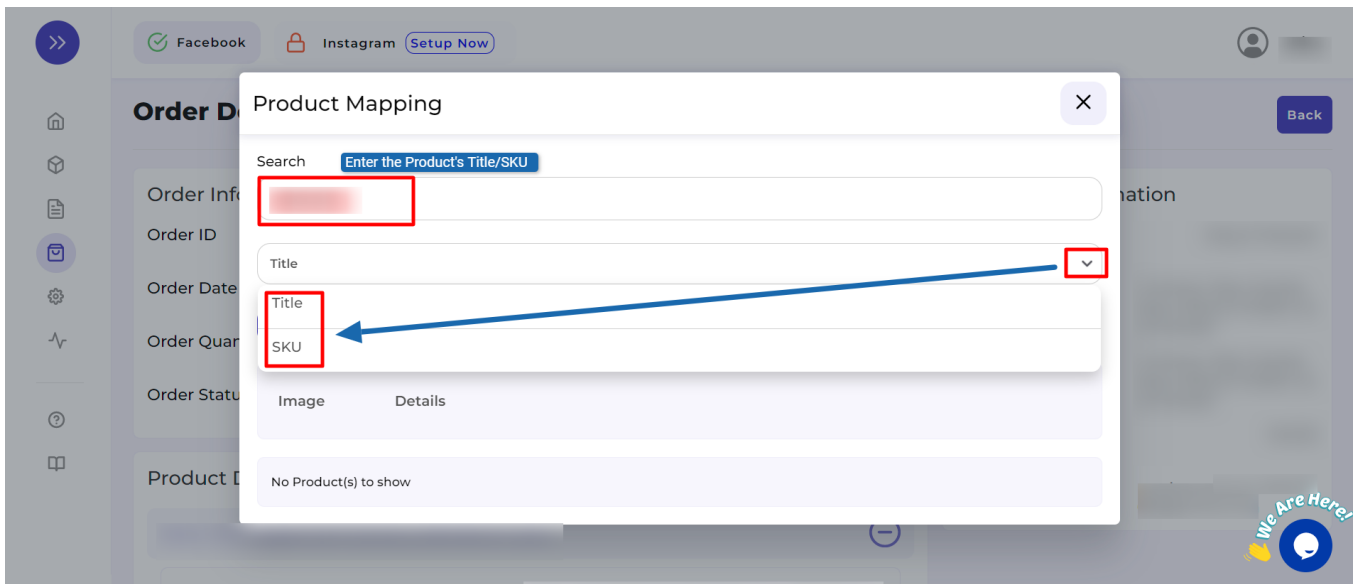 Facebook
Instagram
Setup Now
Order D
Back
Product Mapping
Search
Enter the Product's Title/SKU
Title
Title
SKU
Image Details
No Product(s) to show
Order Info
Order ID
Order Date
Order Quan
Order Statu
Product D
mation
We Are Here!